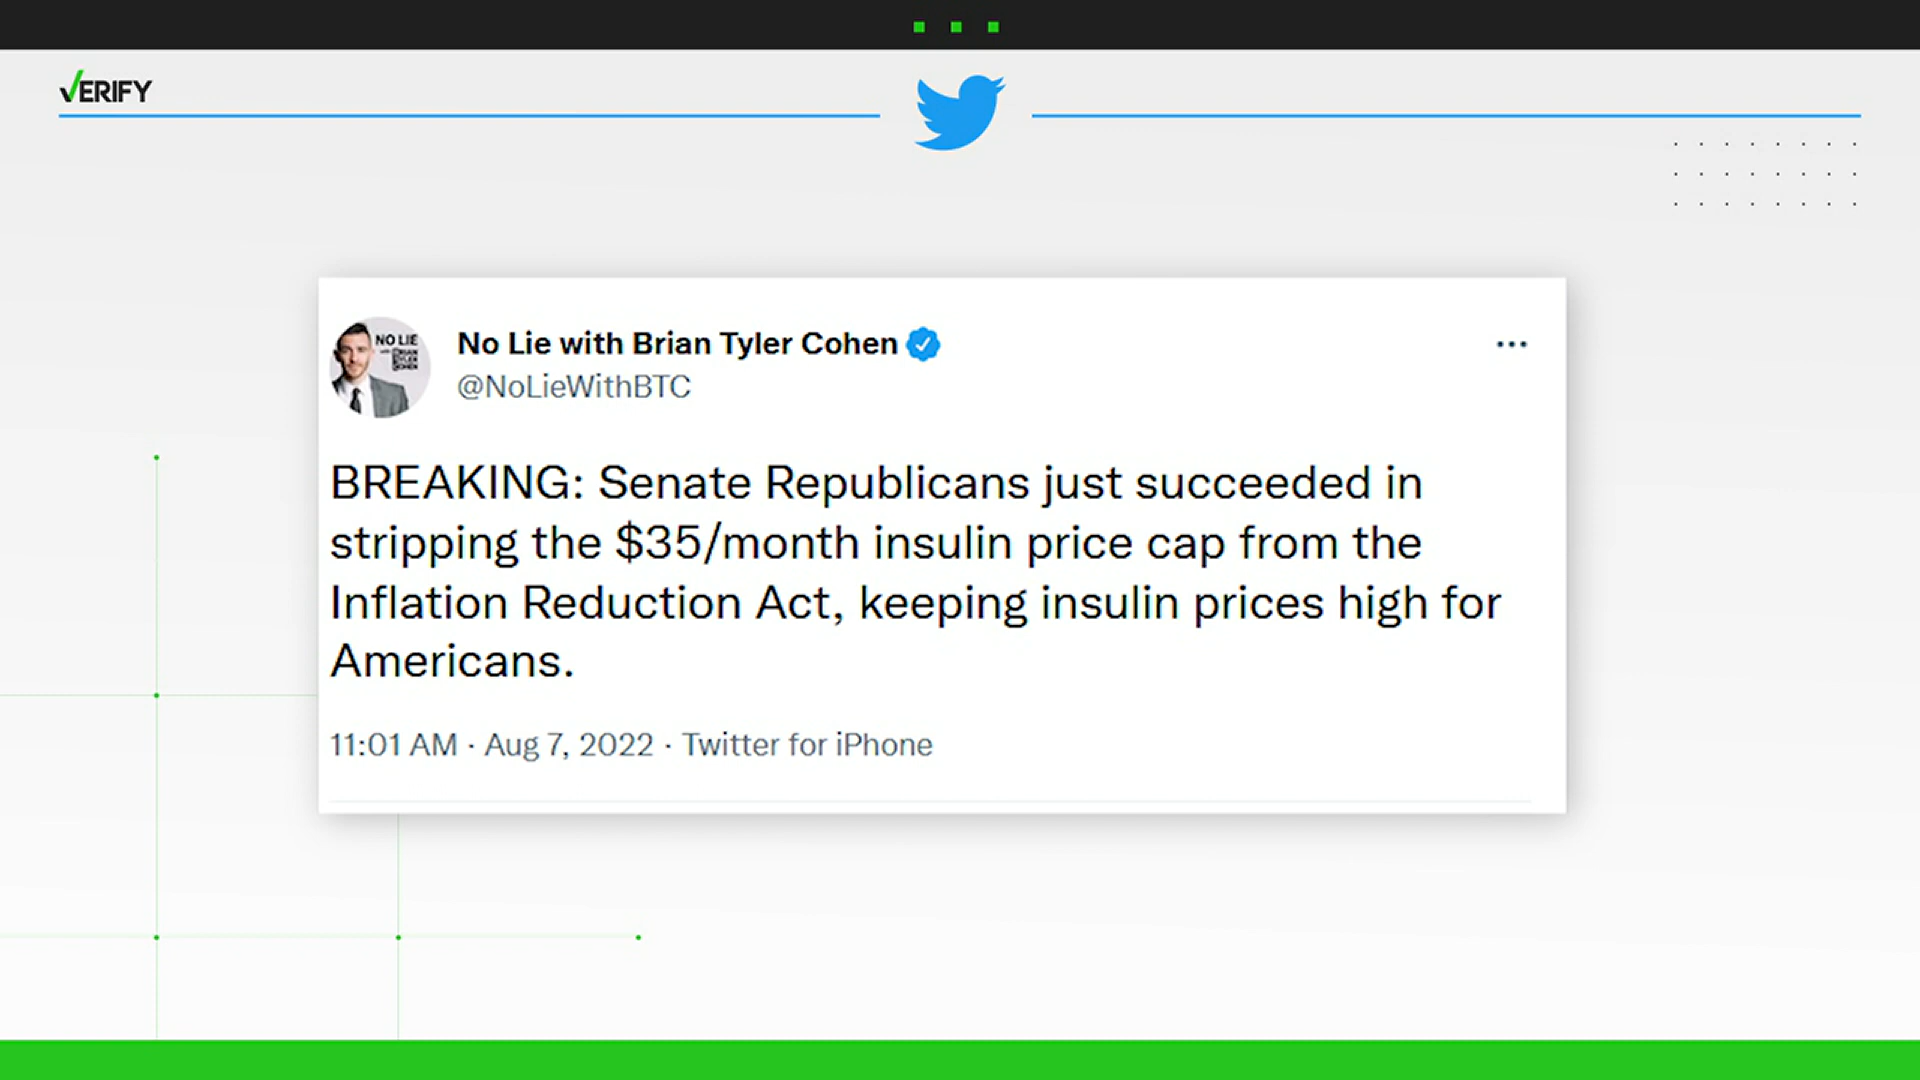 VERIFY
NO LIE
No Lie with Brian Tyler Cohen
@NoLieWithBTC
BREAKING: Senate Republicans just succeeded in
stripping the $35/month insulin price cap from the
Inflation Reduction Act, keeping insulin prices high for
Americans.
11:01 AM · Aug 7, 2022 · Twitter for iPhone